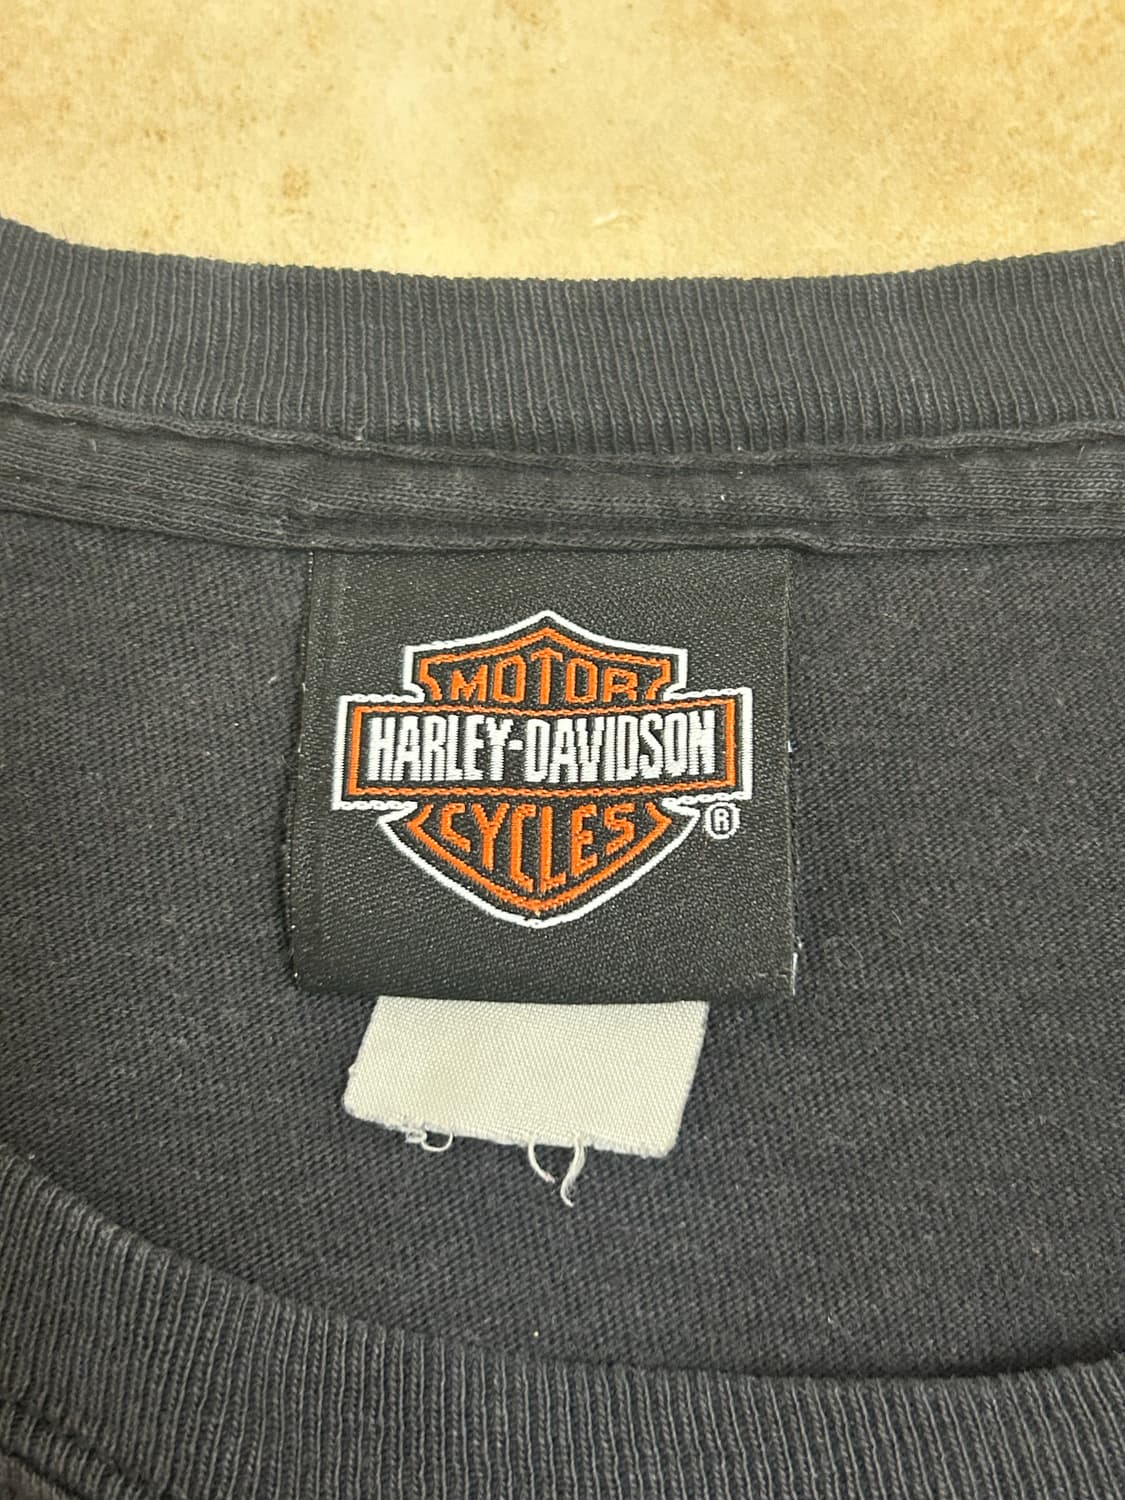 MOTOR
HARLEY-DAVIDSON
CYCLES
®